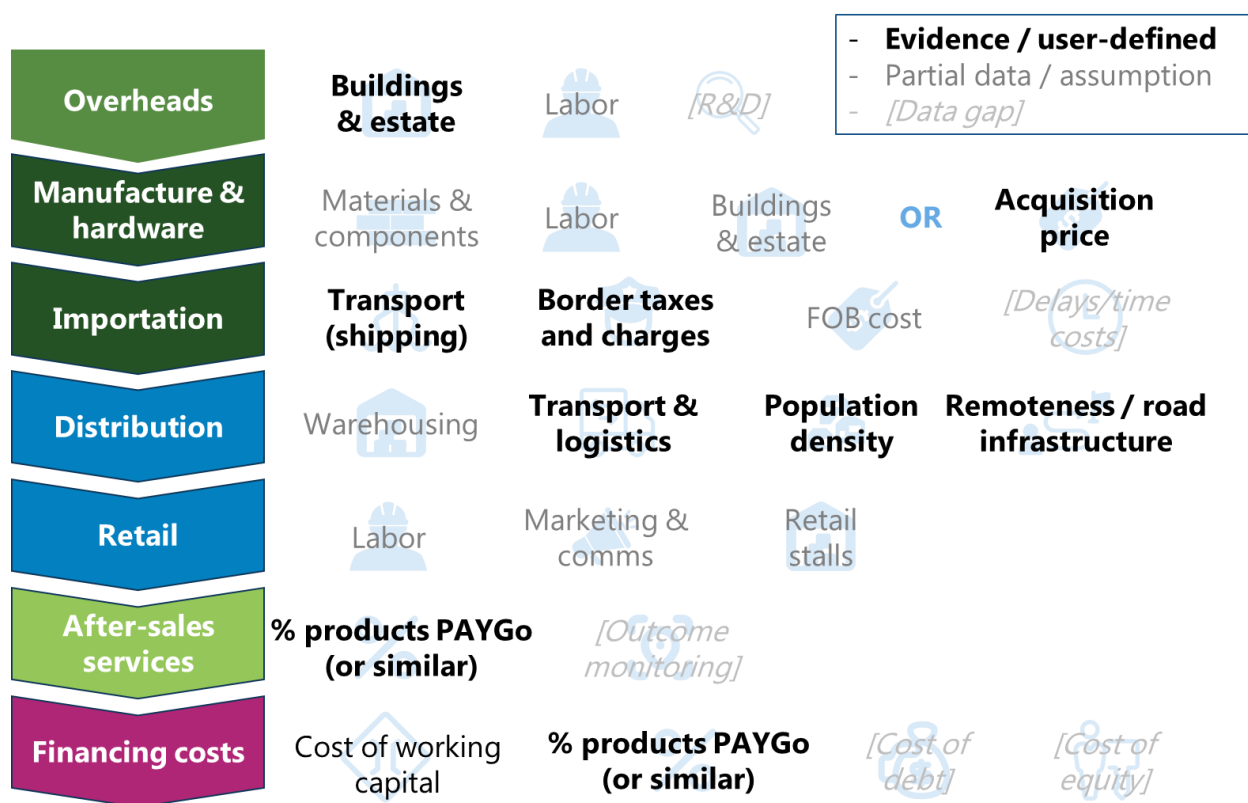 - Evidence / user-defined
- Partial data / assumption
- [Data gap]
Overheads
Buildings
& estate
Labor
[R&D]
Manufacture &
hardware
Materials &
components
Labor
Buildings
& estate
OR
Acquisition
price
Importation
Transport
(shipping)
Border taxes
and charges
FOB cost
[Delays/time
costs]
Distribution
Warehousing
Transport &
logistics
Population
density
Remoteness / road
infrastructure
Retail
Labor
Marketing &
comms
Retail
stalls
After-sales
services
% products PAYGo
(or similar)
[Outcome
monitoring]
Financing costs
Cost of working
capital
% products PAYGo
(or similar)
[Cost of
debt]
[Cost of
equity]